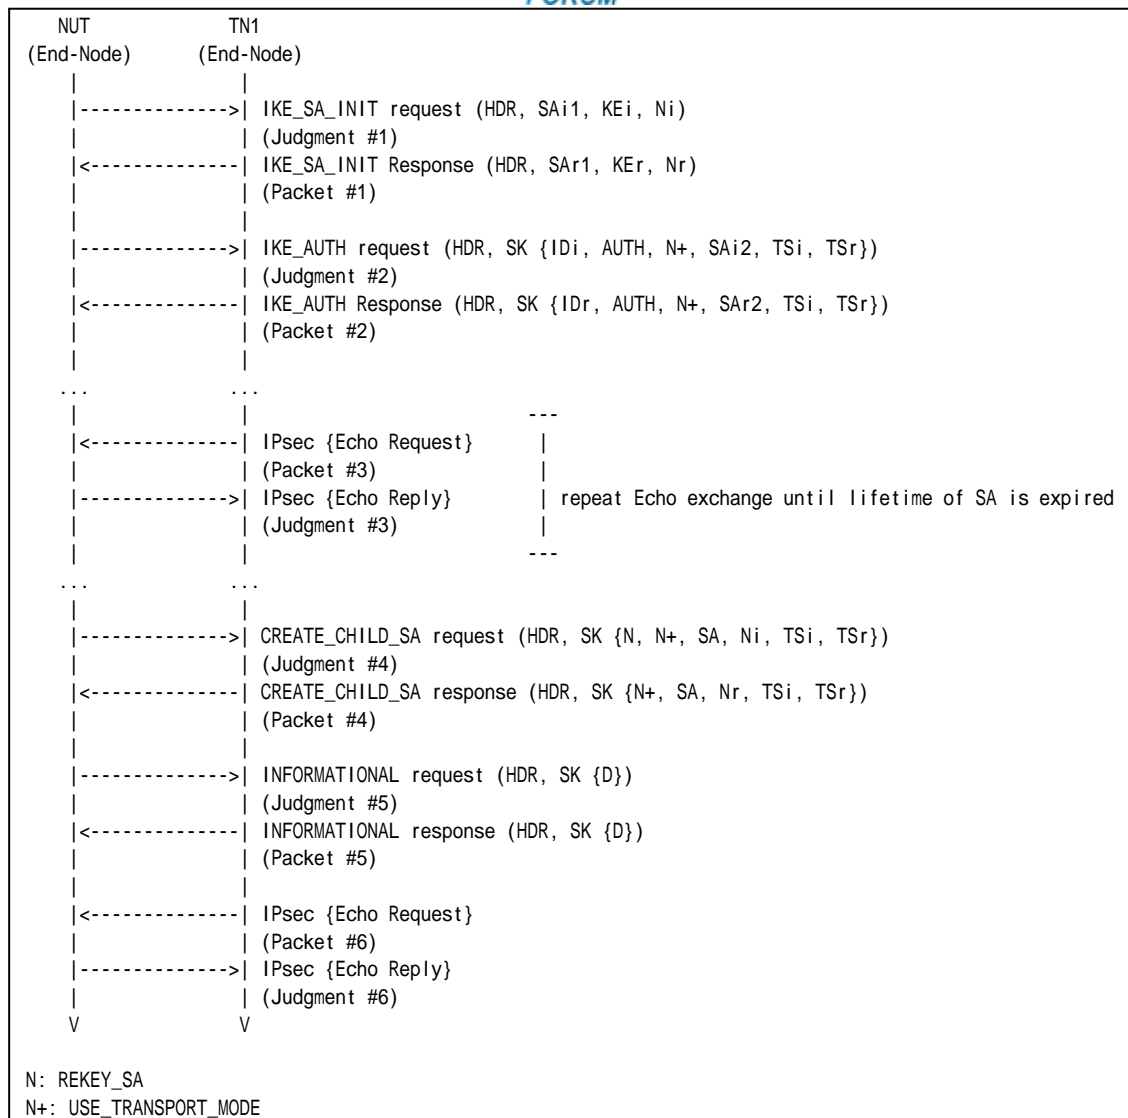 FORUM
NUT TN1
(End-Node) (End-Node)
| |
|-------------->| IKE_SA_INIT request (HDR, SAi1, KEi, Ni)
| | (Judgment #1)
|<--------------| IKE_SA_INIT Response (HDR, SAr1, KEr, Nr)
| | (Packet #1)
| |
|-------------->| IKE_AUTH request (HDR, SK {IDi, AUTH, N+, SAi2, TSi, TSr})
| | (Judgment #2)
|<--------------| IKE_AUTH Response (HDR, SK {IDr, AUTH, N+, SAr2, TSi, TSr})
| | (Packet #2)
| |
... ...
| | ---
|<--------------| IPsec {Echo Request} |
| | (Packet #3) |
|-------------->| IPsec {Echo Reply} | repeat Echo exchange until lifetime of SA is expired
| | (Judgment #3) |
| | ---
... ...
| |
|-------------->| CREATE_CHILD_SA request (HDR, SK {N, N+, SA, Ni, TSi, TSr})
| | (Judgment #4)
|<--------------| CREATE_CHILD_SA response (HDR, SK {N+, SA, Nr, TSi, TSr})
| | (Packet #4)
| |
|-------------->| INFORMATIONAL request (HDR, SK {D})
| | (Judgment #5)
|<--------------| INFORMATIONAL response (HDR, SK {D})
| | (Packet #5)
| |
|<--------------| IPsec {Echo Request}
| | (Packet #6)
|-------------->| IPsec {Echo Reply}
| | (Judgment #6)
V V
N: REKEY_SA
N+: USE_TRANSPORT_MODE